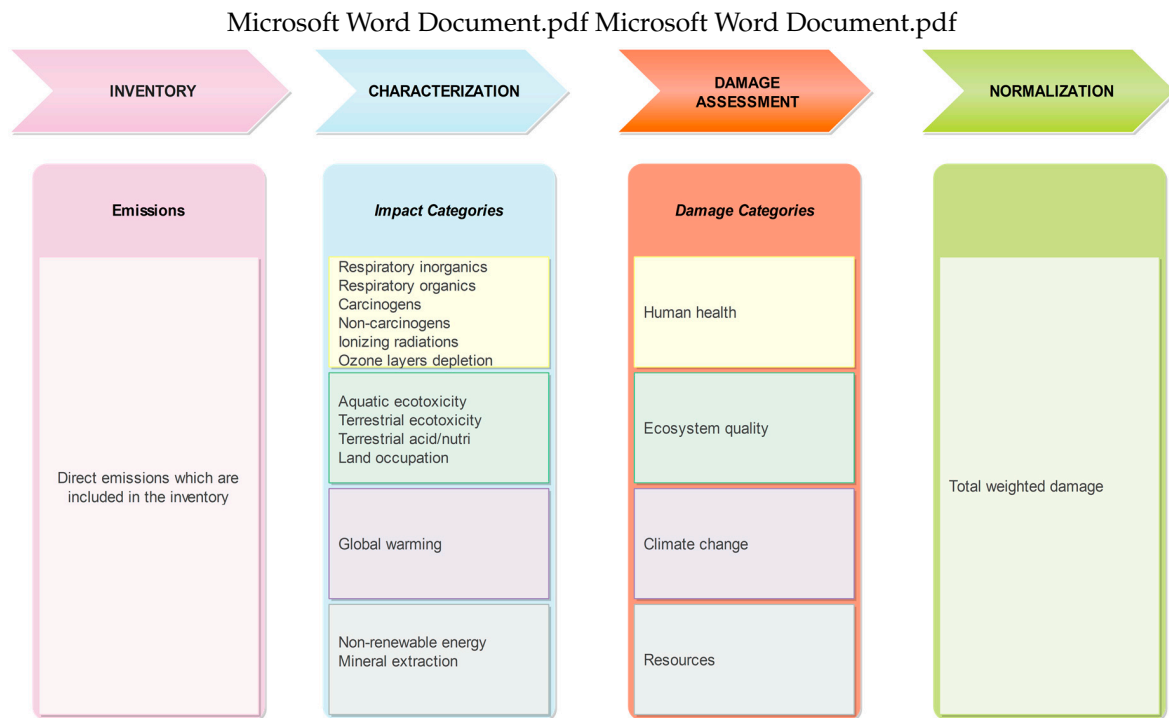 Microsoft Word Document.pdf Microsoft Word Document.pdf
INVENTORY
CHARACTERIZATION
DAMAGE
ASSESSMENT
NORMALIZATION
Emissions
Direct emissions which are
included in the inventory
Impact Categories
Respiratory inorganics
Respiratory organics
Carcinogens
Non-carcinogens
Ionizing radiations
Ozone layers depletion
Aquatic ecotoxicity
Terrestrial ecotoxicity
Terrestrial acid/nutri
Land occupation
Global warming
Non-renewable energy
Mineral extraction
Damage Categories
Human health
Ecosystem quality
Climate change
Resources
Total weighted damage